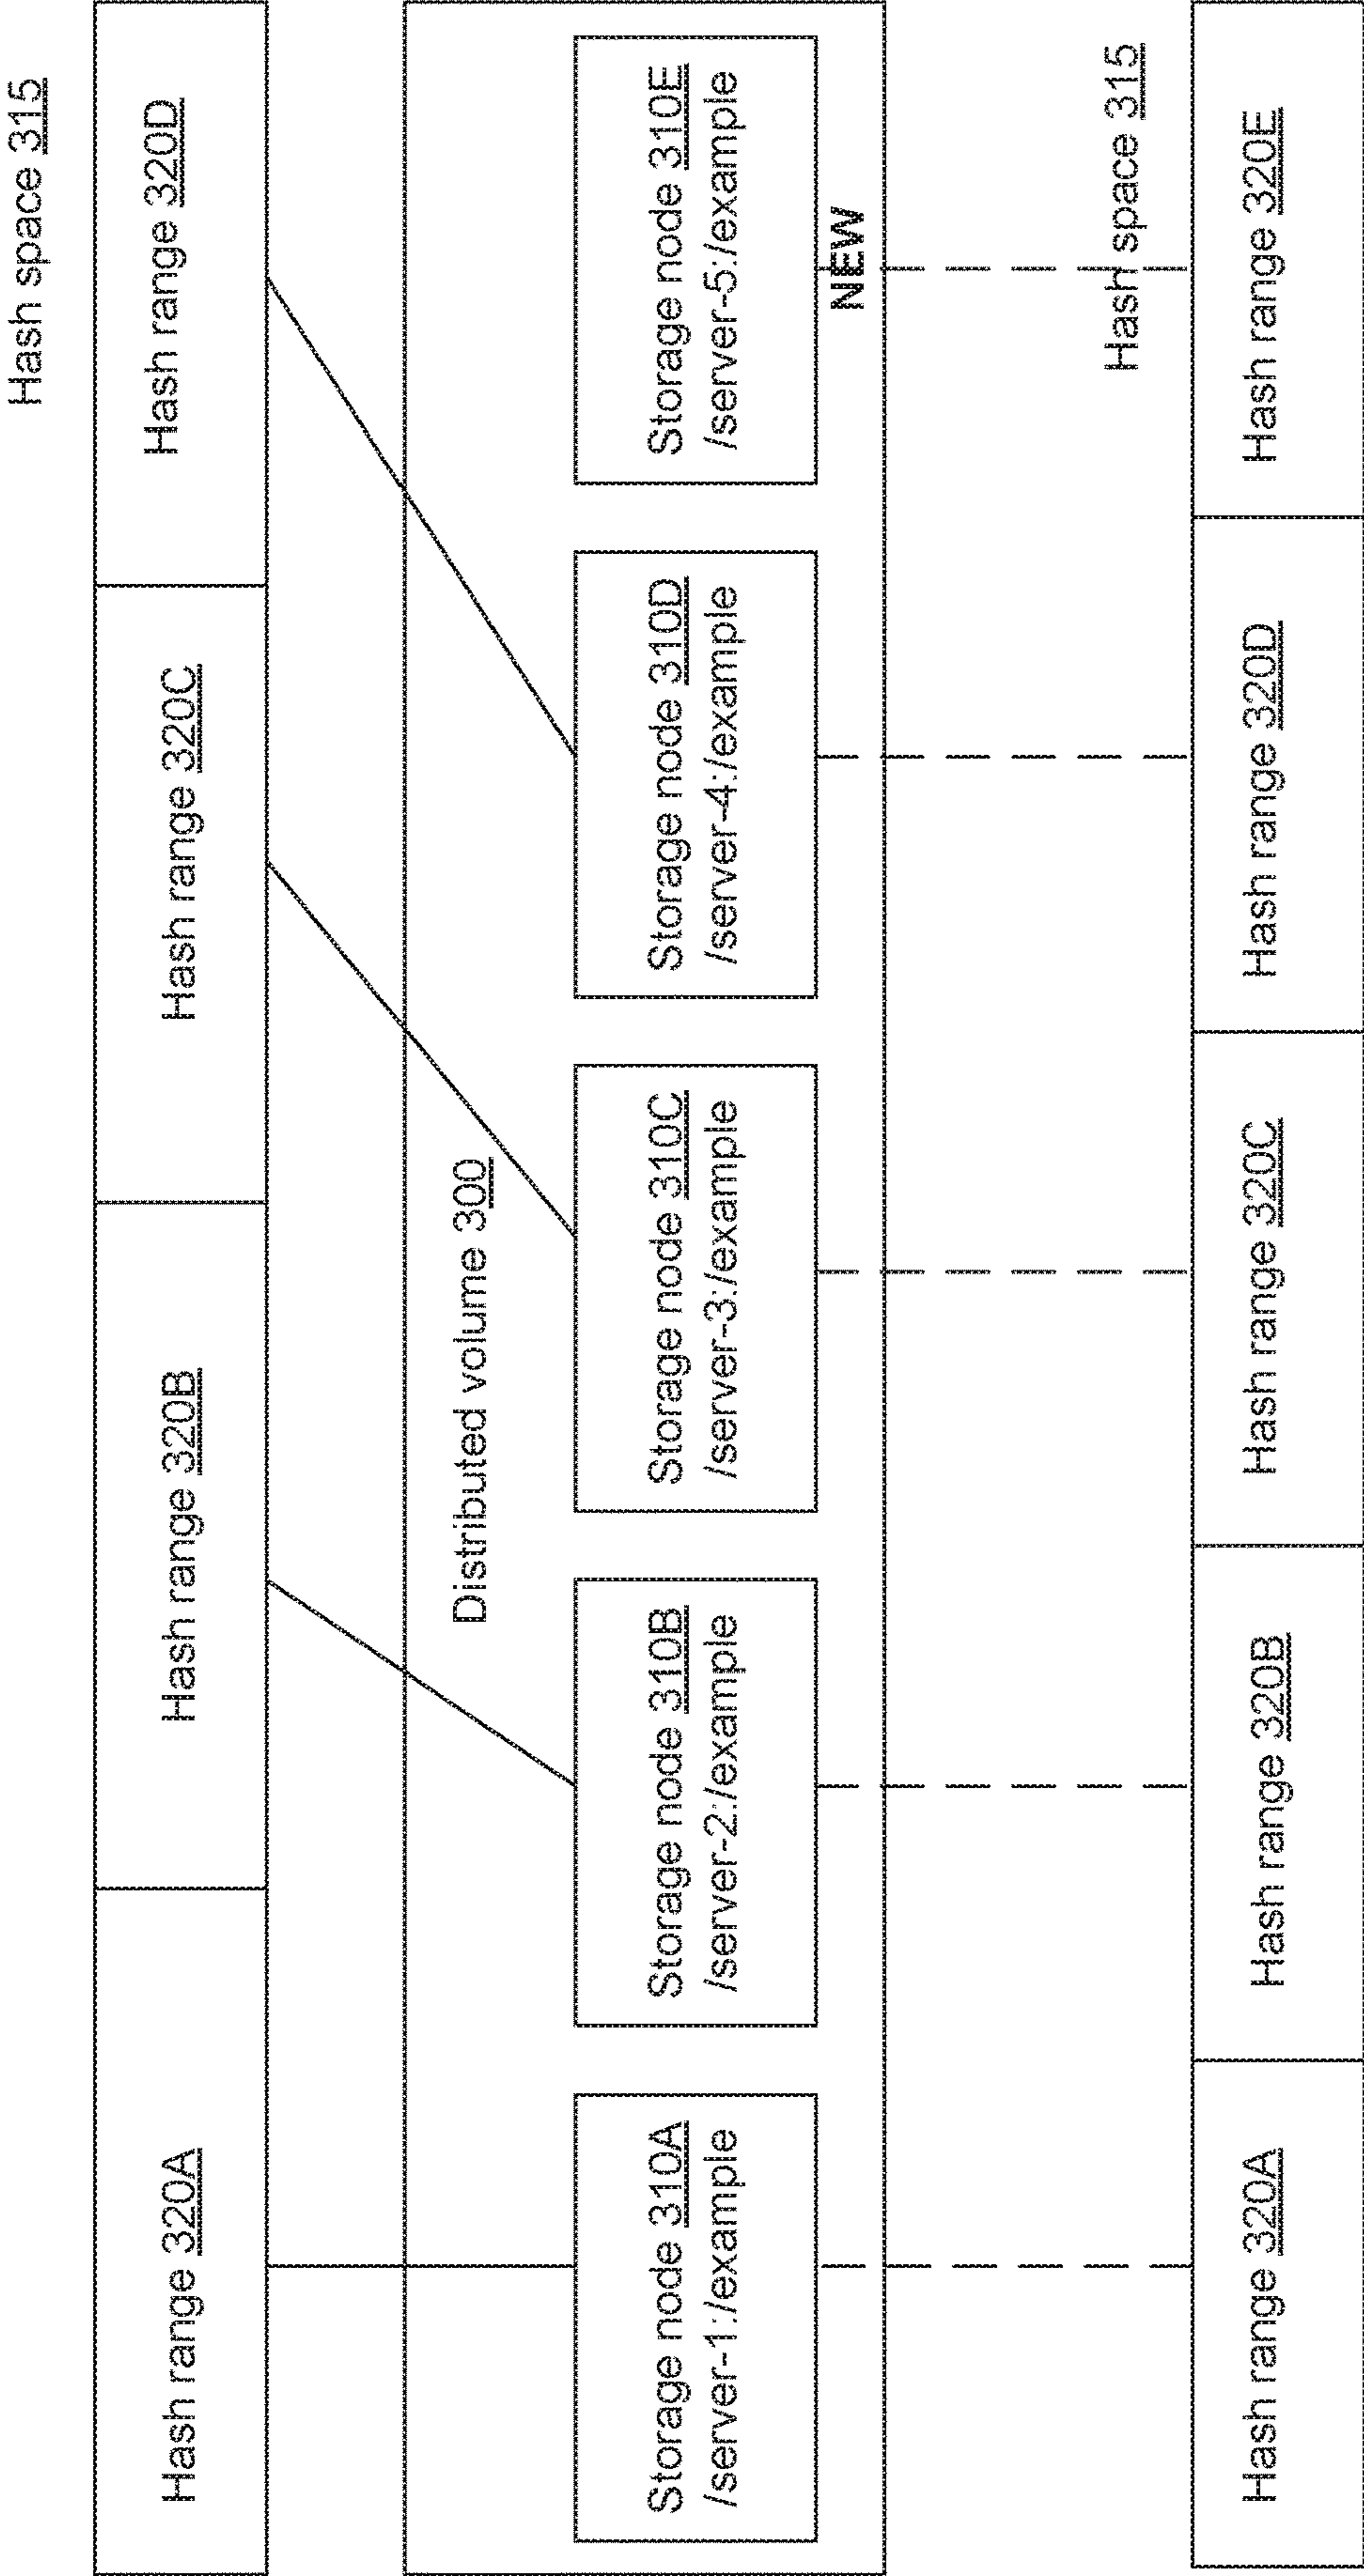 Hash space 315
Hash range 320A
Hash range 320B
Hash range 320C
Hash range 320D
Distributed volume 300
Storage node 310A
/server-1:/example
Storage node 310B
/server-2:/example
Storage node 310C
/server-3:/example
Storage node 310D
/server-4:/example
Storage node 310E
/server-5:/example
NEW
Hash space 315
Hash range 320A
Hash range 320B
Hash range 320C
Hash range 320D
Hash range 320E